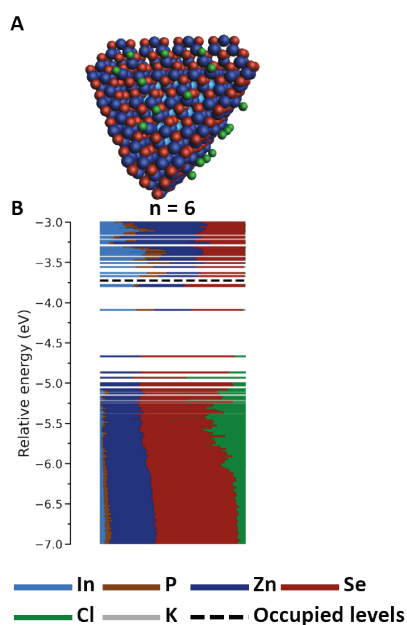 A
B
n = 6
Relative energy (eV)
−3.0
−3.5
−4.0
−4.5
−5.0
−5.5
−6.0
−6.5
−7.0
In P Zn Se
Cl K Occupied levels